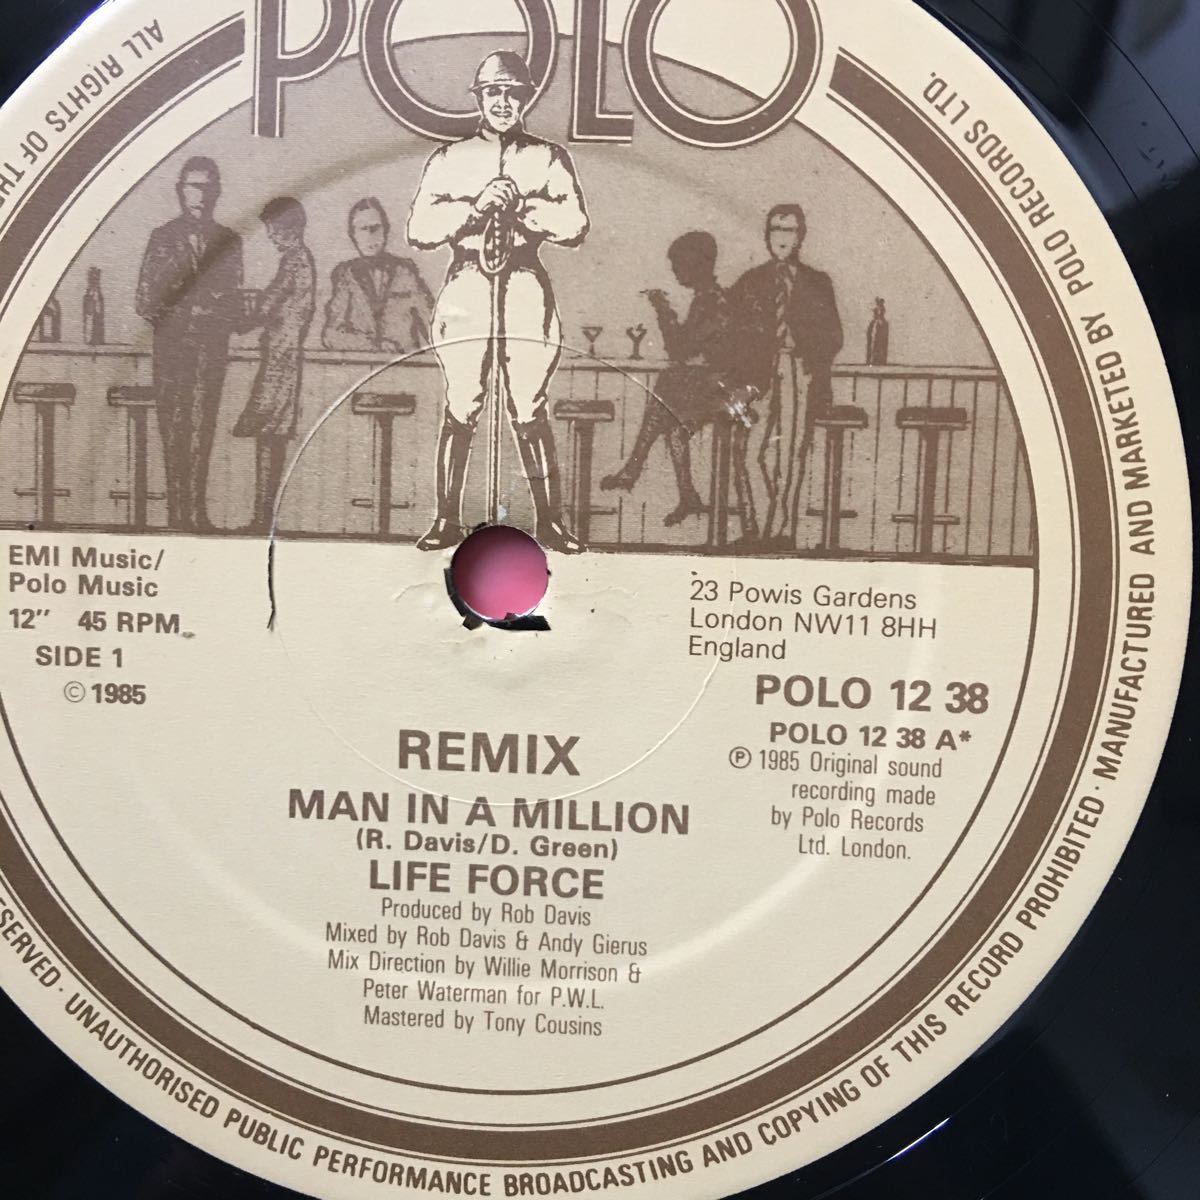 POLO
EMI Music/
Polo Music
12" 45 RPM
SIDE 1
© 1985
23 Powis Gardens
London NW11 8HH
England
POLO 12 38
POLO 12 38 A*
℗ 1985 Original sound
recording made
by Polo Records
Ltd. London.
REMIX
MAN IN A MILLION
(R. Davis/D. Green)
LIFE FORCE
Produced by Rob Davis
Mixed by Rob Davis & Andy Gierus
Mix Direction by Willie Morrison &
Peter Waterman for P.W.L.
Mastered by Tony Cousins
ALL RIGHTS OF THE
SERVED · UNAUTHORISED PUBLIC PERFORMANCE BROADCASTING AND COPYING OF THIS RECORD PROHIBITED · MANUFACTURED AND MARKETED BY POLO RECORDS LTD.